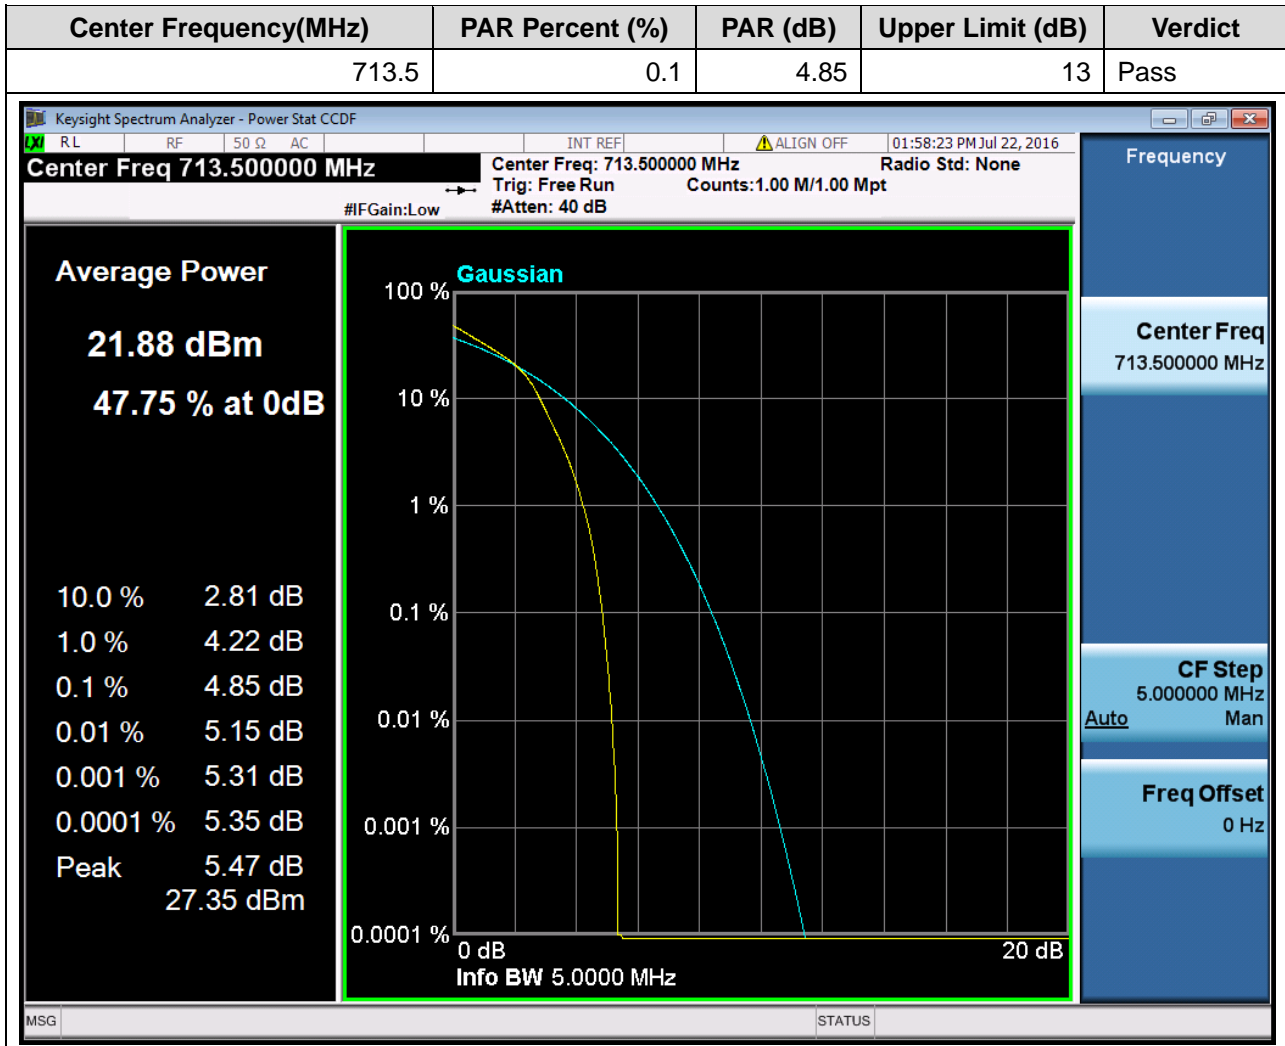 Center Frequency(MHz) PAR Percent (%) PAR (dB) Upper Limit (dB) Verdict
713.5 0.1 4.85 13 Pass
Keysight Spectrum Analyzer - Power Stat CCDF
LXI RL RF 50 Ω AC INT REF ALIGN OFF 01:58:23 PM Jul 22, 2016
Center Freq 713.500000 MHz
Center Freq: 713.500000 MHz Radio Std: None
Trig: Free Run Counts:1.00 M/1.00 Mpt
#IFGain:Low #Atten: 40 dB
Average Power
21.88 dBm
47.75 % at 0dB
10.0 % 2.81 dB
1.0 % 4.22 dB
0.1 % 4.85 dB
0.01 % 5.15 dB
0.001 % 5.31 dB
0.0001 % 5.35 dB
Peak 5.47 dB
27.35 dBm
Gaussian
100 %
10 %
1 %
0.1 %
0.01 %
0.001 %
0.0001 %
0 dB 20 dB
Info BW 5.0000 MHz
Frequency
Center Freq
713.500000 MHz
CF Step
5.000000 MHz
Auto Man
Freq Offset
0 Hz
MSG STATUS